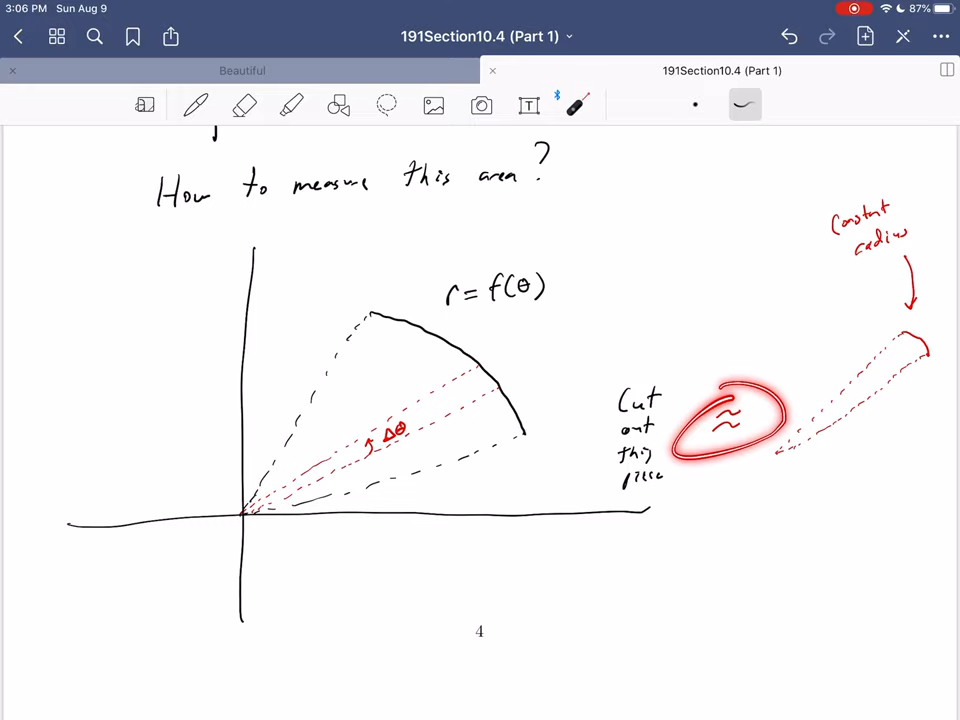 3:06 PM Sun Aug 9
87%
191Section10.4 (Part 1)
Beautiful
191Section10.4 (Part 1)
T
How to measure this area?
Constant
radius
r = f(θ)
Cut
out
this
piece
≈
Δθ
4